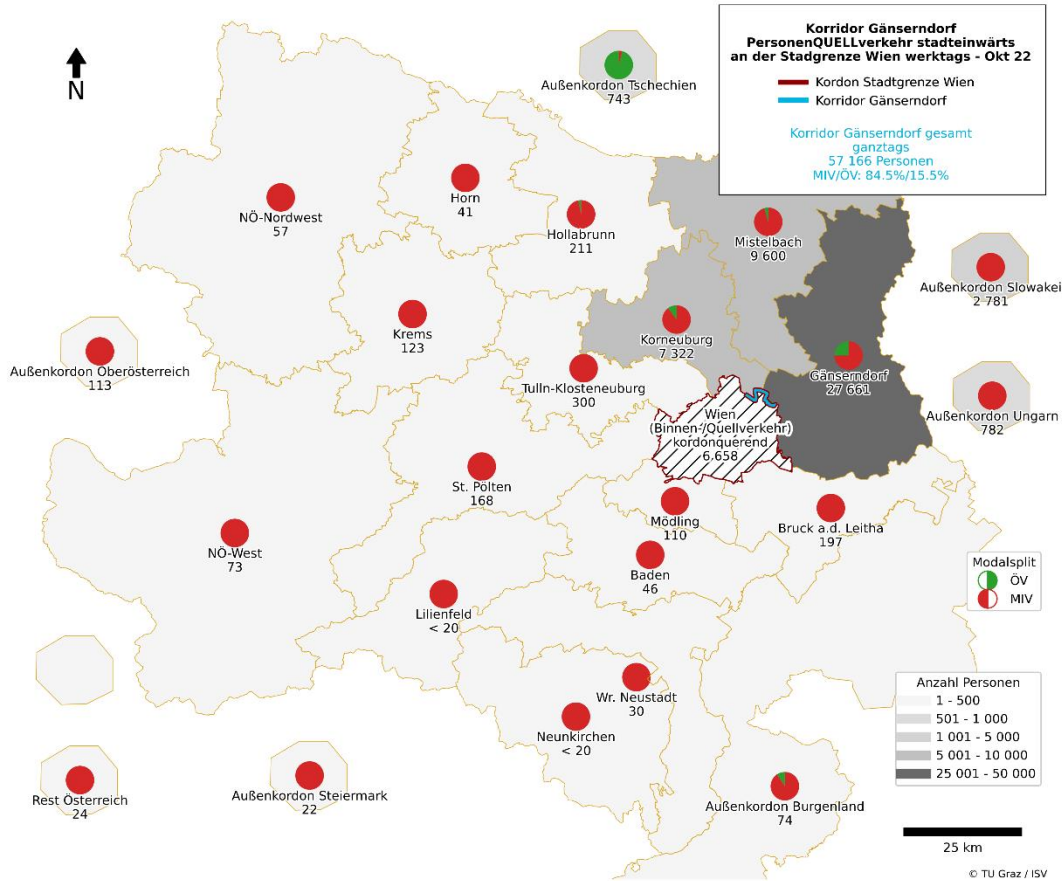 Korridor Gänserndorf
PersonenQUELLverkehr stadteinwärts
an der Stadgrenze Wien werktags - Okt 22
Kordon Stadtgrenze Wien
Korridor Gänserndorf
Korridor Gänserndorf gesamt
ganztags
57 166 Personen
MIV/ÖV: 84.5%/15.5%
N
Außenkordon Tschechien
743
Horn
41
NÖ-Nordwest
57
Hollabrunn
211
Mistelbach
9 600
Außenkordon Slowakei
2 781
Krems
123
Korneuburg
7 322
Außenkordon Oberösterreich
113
Gänserndorf
27 661
Tulln-Klosteneuburg
300
Außenkordon Ungarn
782
Wien
(Binnen-/Quellverkehr)
kordonquerend
6,658
St. Pölten
168
Mödling
110
Bruck a.d. Leitha
197
NÖ-West
73
Baden
46
Modalsplit
ÖV
MIV
Lilienfeld
< 20
Wr. Neustadt
30
Neunkirchen
< 20
Anzahl Personen
1 - 500
501 - 1 000
1 001 - 5 000
5 001 - 10 000
25 001 - 50 000
Rest Österreich
24
Außenkordon Steiermark
22
Außenkordon Burgenland
74
25 km
© TU Graz / ISV